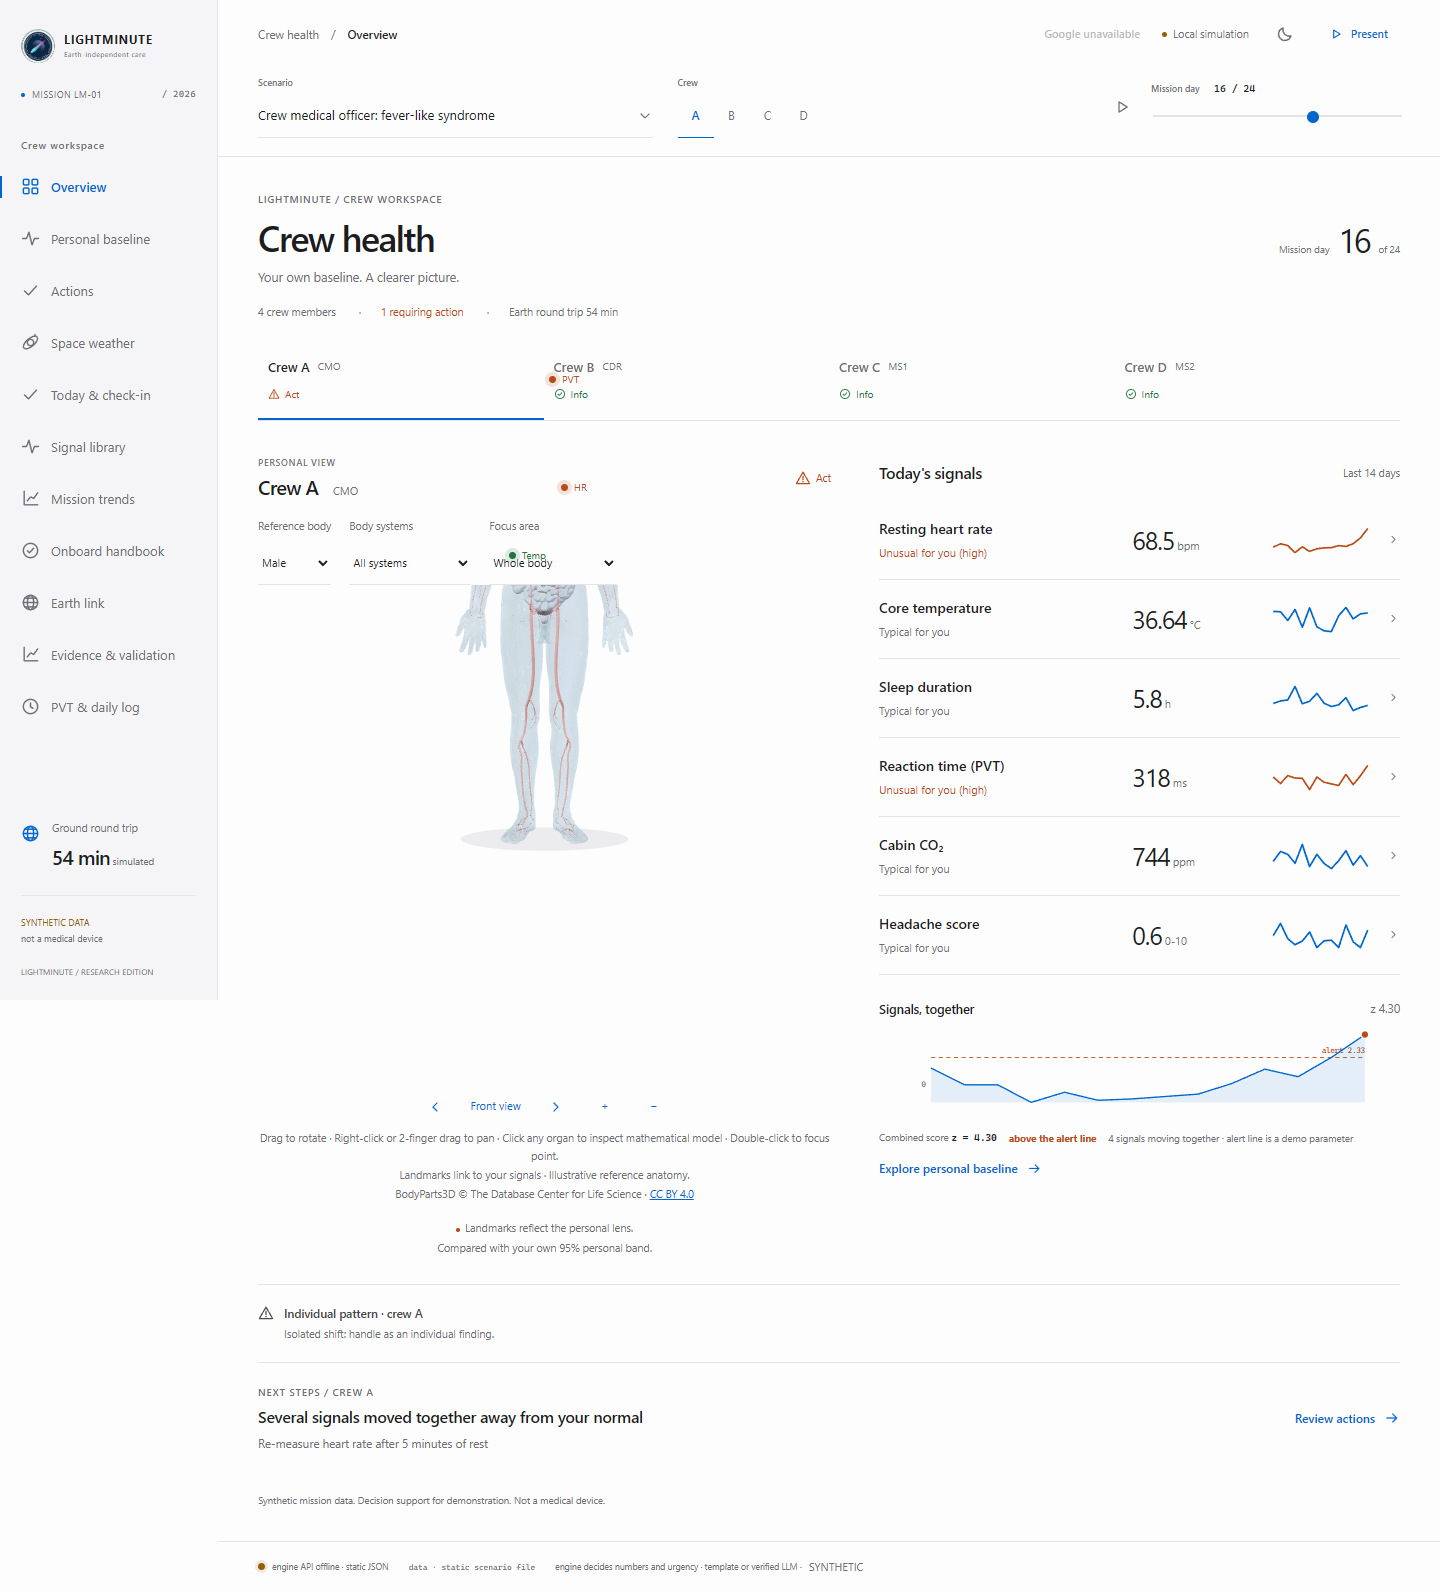 LIGHTMINUTE
Earth independent care
MISSION LM-01 / 2026
Crew workspace
Overview
Personal baseline
Actions
Space weather
Today & check-in
Signal library
Mission trends
Onboard handbook
Earth link
Evidence & validation
PVT & daily log
Ground round trip
54 min simulated
SYNTHETIC DATA
not a medical device
LIGHTMINUTE / RESEARCH EDITION
Crew health / Overview
Google unavailable
Local simulation
Present
Scenario
Crew medical officer: fever-like syndrome
Crew
A B C D
Mission day 16 / 24
LIGHTMINUTE / CREW WORKSPACE
Crew health
Your own baseline. A clearer picture.
Mission day 16 of 24
4 crew members · 1 requiring action · Earth round trip 54 min
Crew A CMO
Act
Crew B CDR
PVT
Info
Crew C MS1
Info
Crew D MS2
Info
PERSONAL VIEW
Crew A CMO
HR
Act
Reference body
Male
Body systems
All systems
Focus area
Temp
Whole body
Front view
+ −
Drag to rotate · Right-click or 2-finger drag to pan · Click any organ to inspect mathematical model · Double-click to focus
point.
Landmarks link to your signals · Illustrative reference anatomy.
BodyParts3D © The Database Center for Life Science · CC BY 4.0
Landmarks reflect the personal lens.
Compared with your own 95% personal band.
Today's signals
Last 14 days
Resting heart rate
Unusual for you (high)
68.5 bpm
Core temperature
Typical for you
36.64 °C
Sleep duration
Typical for you
5.8 h
Reaction time (PVT)
Unusual for you (high)
318 ms
Cabin CO₂
Typical for you
744 ppm
Headache score
Typical for you
0.6 0-10
Signals, together
z 4.30
alert 2.33
0
Combined score z = 4.30 above the alert line 4 signals moving together · alert line is a demo parameter
Explore personal baseline
Individual pattern · crew A
Isolated shift: handle as an individual finding.
NEXT STEPS / CREW A
Several signals moved together away from your normal
Re-measure heart rate after 5 minutes of rest
Review actions
Synthetic mission data. Decision support for demonstration. Not a medical device.
engine API offline · static JSON data · static scenario file engine decides numbers and urgency · template or verified LLM · SYNTHETIC